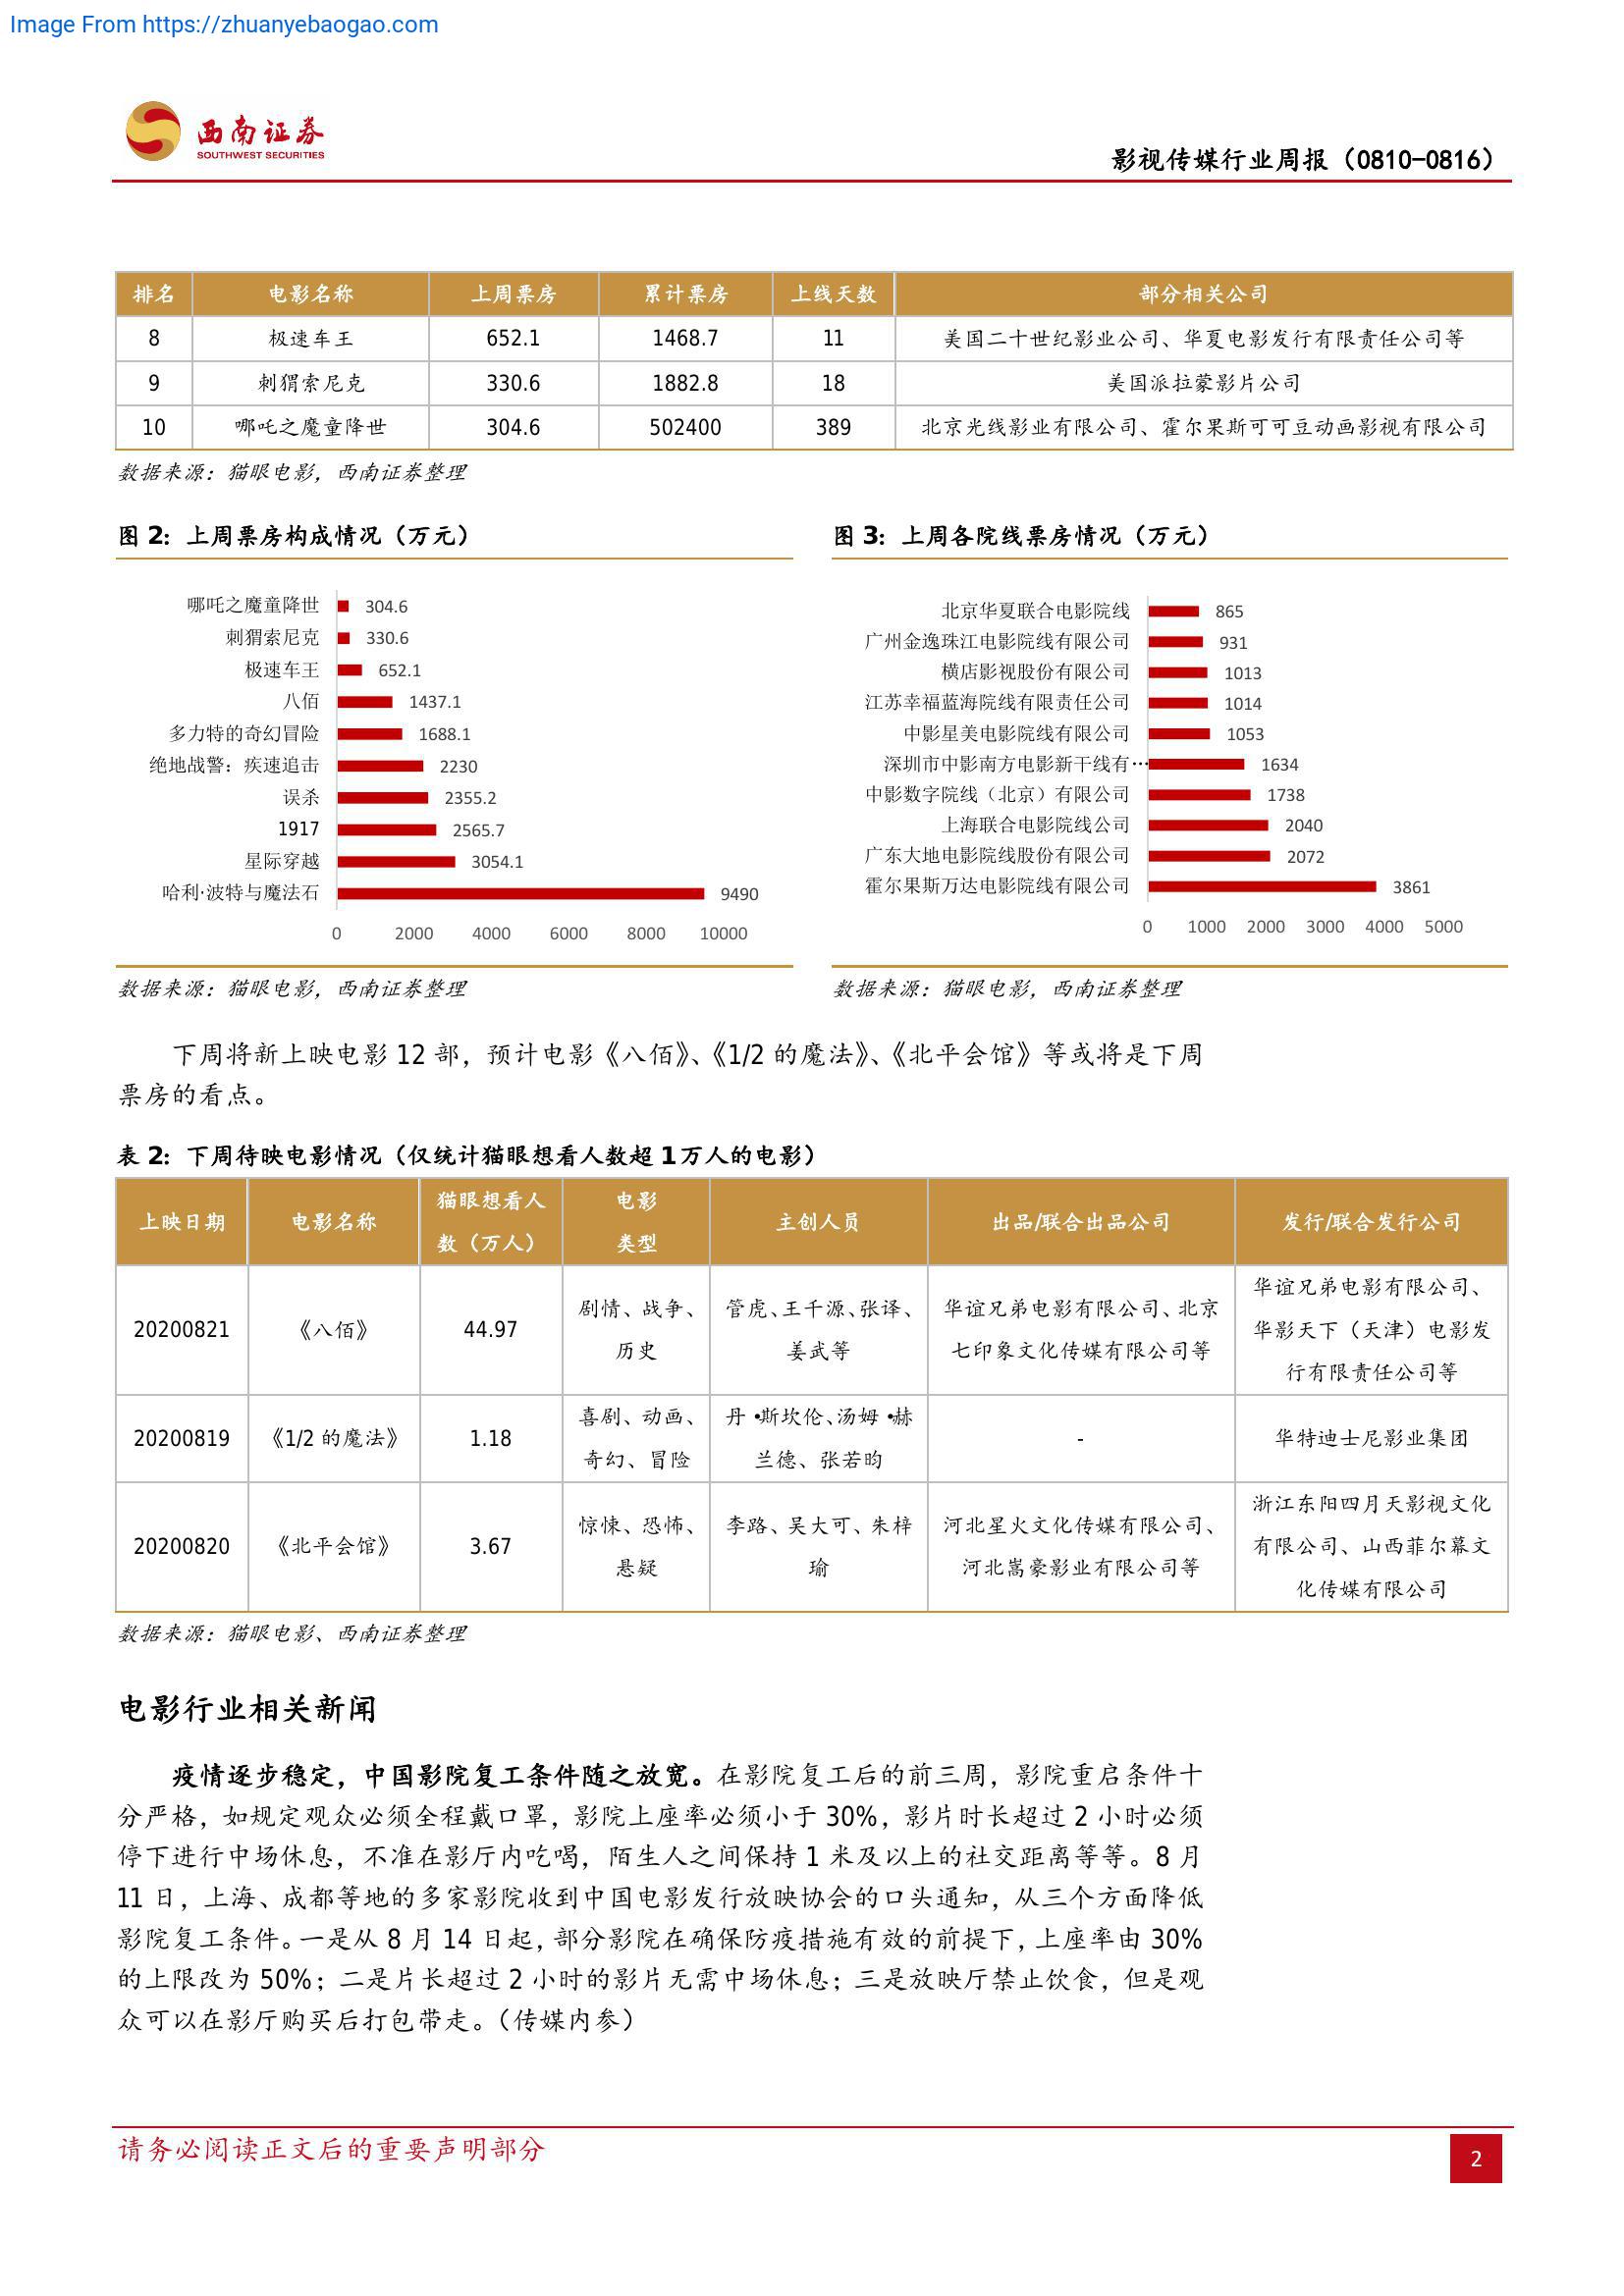 Image From https://zhuanyebaogao.com
西南证券
SOUTHWEST SECURITIES
影视传媒行业周报（0810-0816）
排名 电影名称 上周票房 累计票房 上线天数 部分相关公司
8 极速车王 652.1 1468.7 11 美国二十世纪影业公司、华夏电影发行有限责任公司等
9 刺猬索尼克 330.6 1882.8 18 美国派拉蒙影片公司
10 哪吒之魔童降世 304.6 502400 389 北京光线影业有限公司、霍尔果斯可可豆动画影视有限公司
数据来源：猫眼电影，西南证券整理
图 2：上周票房构成情况（万元）
哪吒之魔童降世 304.6
刺猬索尼克 330.6
极速车王 652.1
八佰 1437.1
多力特的奇幻冒险 1688.1
绝地战警：疾速追击 2230
误杀 2355.2
1917 2565.7
星际穿越 3054.1
哈利·波特与魔法石 9490
0 2000 4000 6000 8000 10000
数据来源：猫眼电影，西南证券整理
图 3：上周各院线票房情况（万元）
北京华夏联合电影院线 865
广州金逸珠江电影院线有限公司 931
横店影视股份有限公司 1013
江苏幸福蓝海院线有限责任公司 1014
中影星美电影院线有限公司 1053
深圳市中影南方电影新干线有… 1634
中影数字院线（北京）有限公司 1738
上海联合电影院线公司 2040
广东大地电影院线股份有限公司 2072
霍尔果斯万达电影院线有限公司 3861
0 1000 2000 3000 4000 5000
数据来源：猫眼电影，西南证券整理
下周将新上映电影 12 部，预计电影《八佰》、《1/2 的魔法》、《北平会馆》等或将是下周
票房的看点。
表 2：下周待映电影情况（仅统计猫眼想看人数超 1 万人的电影）
上映日期 电影名称 猫眼想看人 电影 主创人员 出品/联合出品公司 发行/联合发行公司
数（万人） 类型
华谊兄弟电影有限公司、
剧情、战争、 管虎、王千源、张译、 华谊兄弟电影有限公司、北京
20200821 《八佰》 44.97 华影天下（天津）电影发
历史 姜武等 七印象文化传媒有限公司等
行有限责任公司等
喜剧、动画、 丹·斯坎伦、汤姆·赫
20200819 《1/2 的魔法》 1.18 - 华特迪士尼影业集团
奇幻、冒险 兰德、张若昀
浙江东阳四月天影视文化
惊悚、恐怖、 李路、吴大可、朱梓 河北星火文化传媒有限公司、
20200820 《北平会馆》 3.67 有限公司、山西菲尔幕文
悬疑 瑜 河北嵩豪影业有限公司等
化传媒有限公司
数据来源：猫眼电影、西南证券整理
电影行业相关新闻
疫情逐步稳定，中国影院复工条件随之放宽。在影院复工后的前三周，影院重启条件十
分严格，如规定观众必须全程戴口罩，影院上座率必须小于 30%，影片时长超过 2 小时必须
停下进行中场休息，不准在影厅内吃喝，陌生人之间保持 1 米及以上的社交距离等等。8 月
11 日，上海、成都等地的多家影院收到中国电影发行放映协会的口头通知，从三个方面降低
影院复工条件。一是从 8 月 14 日起，部分影院在确保防疫措施有效的前提下，上座率由 30%
的上限改为 50%；二是片长超过 2 小时的影片无需中场休息；三是放映厅禁止饮食，但是观
众可以在影厅购买后打包带走。（传媒内参）
请务必阅读正文后的重要声明部分
2